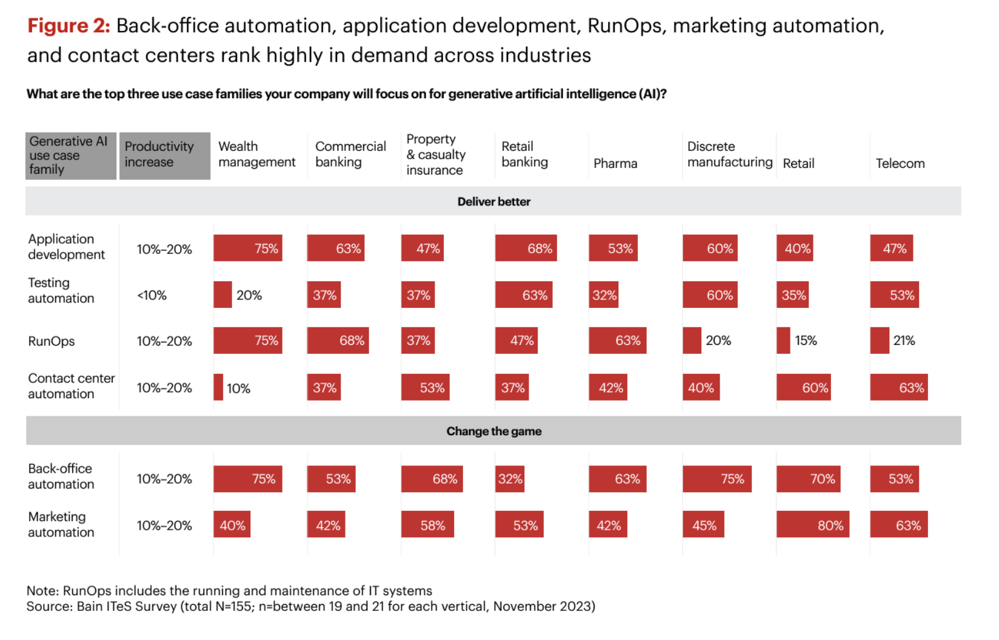 Figure 2: Back-office automation, application development, RunOps, marketing automation,
and contact centers rank highly in demand across industries
What are the top three use case families your company will focus on for generative artificial intelligence (AI)?
Generative AI
use case
family
Productivity
increase
Wealth
management
Commercial
banking
Property
& casualty
insurance
Retail
banking
Pharma
Discrete
manufacturing
Retail
Telecom
Deliver better
Application
development
10%–20%
75%
63%
47%
68%
53%
60%
40%
47%
Testing
automation
<10%
20%
37%
37%
63%
32%
60%
35%
53%
RunOps
10%–20%
75%
68%
37%
47%
63%
20%
15%
21%
Contact center
automation
10%–20%
10%
37%
53%
37%
42%
40%
60%
63%
Change the game
Back-office
automation
10%–20%
75%
53%
68%
32%
63%
75%
70%
53%
Marketing
automation
10%–20%
40%
42%
58%
53%
42%
45%
80%
63%
Note: RunOps includes the running and maintenance of IT systems
Source: Bain ITeS Survey (total N=155; n=between 19 and 21 for each vertical, November 2023)